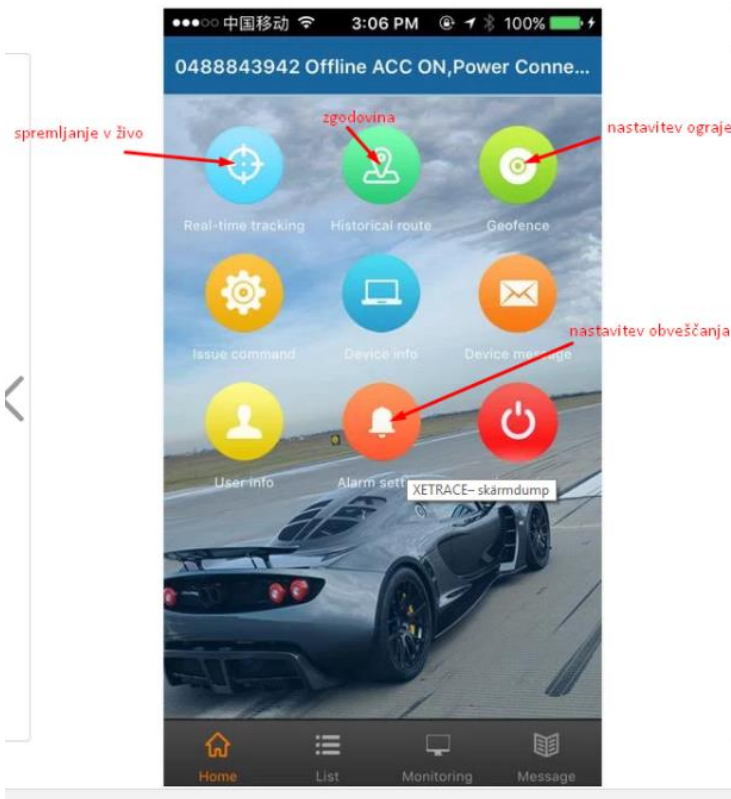 中国移动 3:06 PM 100%
0488843942 Offline ACC ON,Power Conne...
spremljanje v živo
zgodovina
nastavitev ograje
Real-time tracking Historical route Geofence
nastavitev obveščanja
Issue command Device info Device message
User info Alarm sett
XETRACE– skärmdump
Home List Monitoring Message